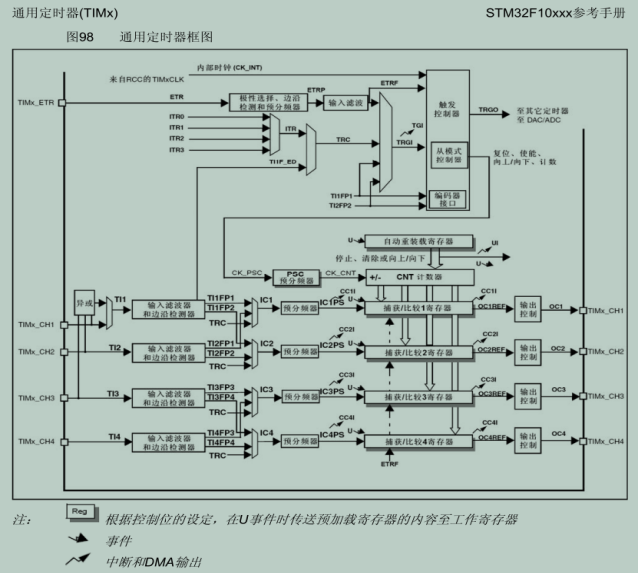 通用定时器(TIMx)
STM32F10xxx参考手册
图98 通用定时器框图
内部时钟 (CK_INT)
来自RCC的TIMxCLK
TIMx_ETR
ETR
极性选择、边沿
检测和预分频器
ETRP
输入滤波
ETRF
触发
控制器
TRGO
至其它定时器
至 DAC/ADC
ITR0
ITR1
ITR2
ITR3
ITR
TRC
TGI
TRGI
TI1F_ED
从模式
控制器
复位、使能、
向上/向下、计数
TI1FP1
TI2FP2
编码器
接口
U
自动重装载寄存器
UI
停止、清除或向上/向下
U
CK_PSC
PSC
预分频器
CK_CNT
+/-
CNT 计数器
异或
TI1
输入滤波器
和边沿检测器
TI1FP1
TI1FP2
TRC
IC1
预分频器
IC1PS
CC1I
U
捕获/比较1寄存器
CC1I
OC1REF
输出
控制
OC1
TIMx_CH1
TIMx_CH1
TIMx_CH2
TI2
输入滤波器
和边沿检测器
TI2FP1
TI2FP2
TRC
IC2
预分频器
IC2PS
CC2I
U
捕获/比较2寄存器
CC2I
OC2REF
输出
控制
OC2
TIMx_CH2
TIMx_CH3
TI3
输入滤波器
和边沿检测器
TI3FP3
TI3FP4
TRC
IC3
预分频器
IC3PS
CC3I
U
捕获/比较3寄存器
CC3I
OC3REF
输出
控制
OC3
TIMx_CH3
TIMx_CH4
TI4
输入滤波器
和边沿检测器
TI4FP3
TI4FP4
TRC
IC4
预分频器
IC4PS
CC4I
U
捕获/比较4寄存器
CC4I
OC4REF
输出
控制
OC4
TIMx_CH4
ETRF
注:
Reg
根据控制位的设定，在U事件时传送预加载寄存器的内容至工作寄存器
事件
中断和DMA输出